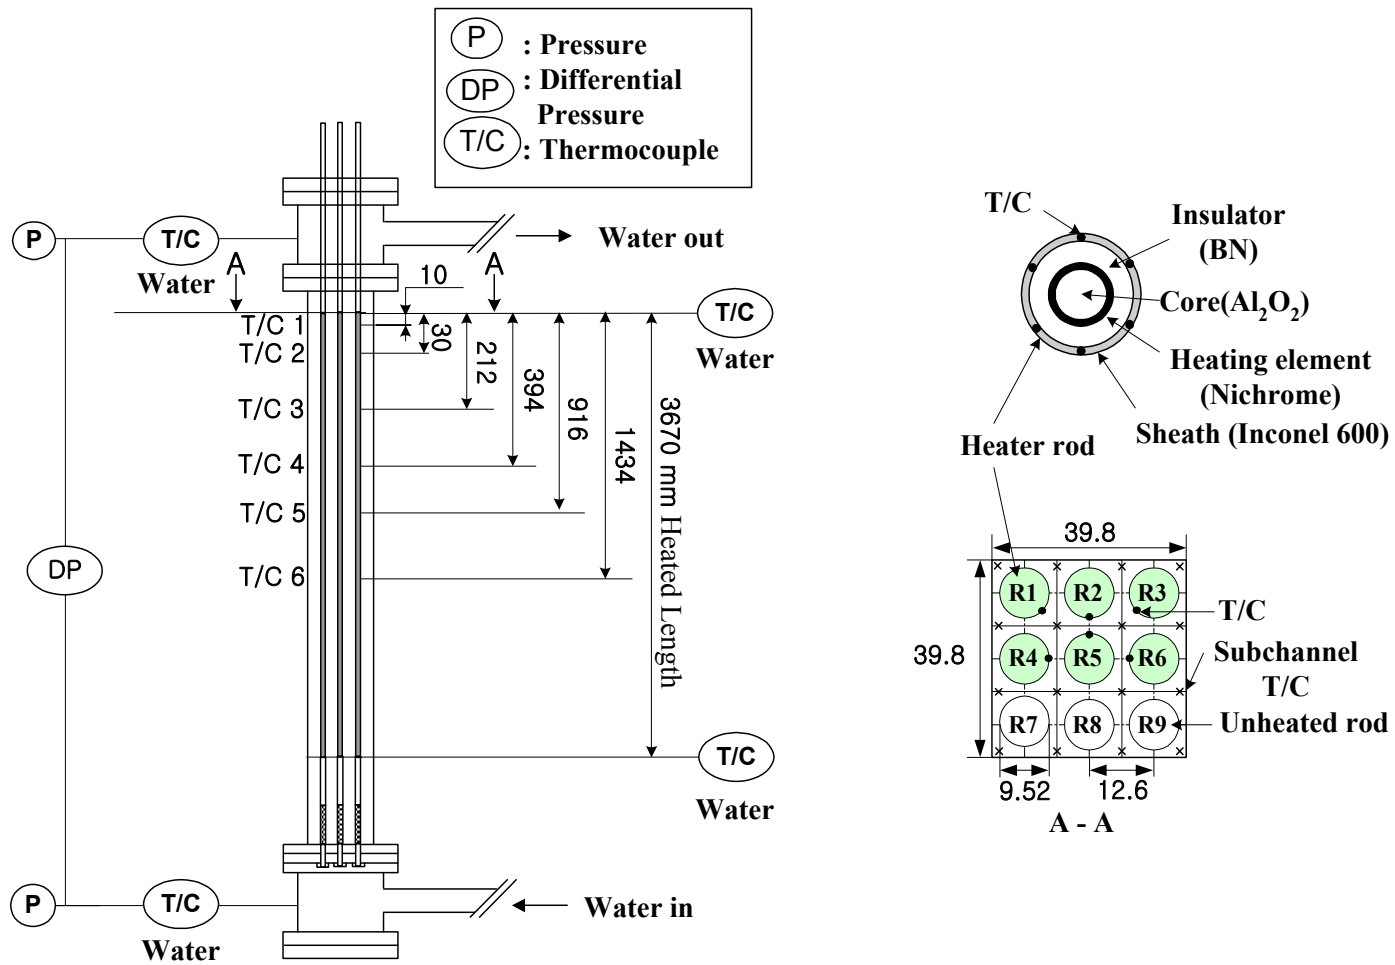 P : Pressure
DP : Differential
Pressure
T/C : Thermocouple
P
T/C
Water
Water out
A
A
10
T/C
Water
T/C 1
T/C 2
T/C 3
T/C 4
T/C 5
T/C 6
30
212
394
916
1434
3670 mm Heated Length
DP
T/C
Water
P
T/C
Water
Water in
T/C
Insulator
(BN)
Core(Al₂O₂)
Heating element
(Nichrome)
Sheath (Inconel 600)
Heater rod
39.8
39.8
R1 R2 R3
R4 R5 R6
R7 R8 R9
T/C
Subchannel
T/C
Unheated rod
9.52
12.6
A - A